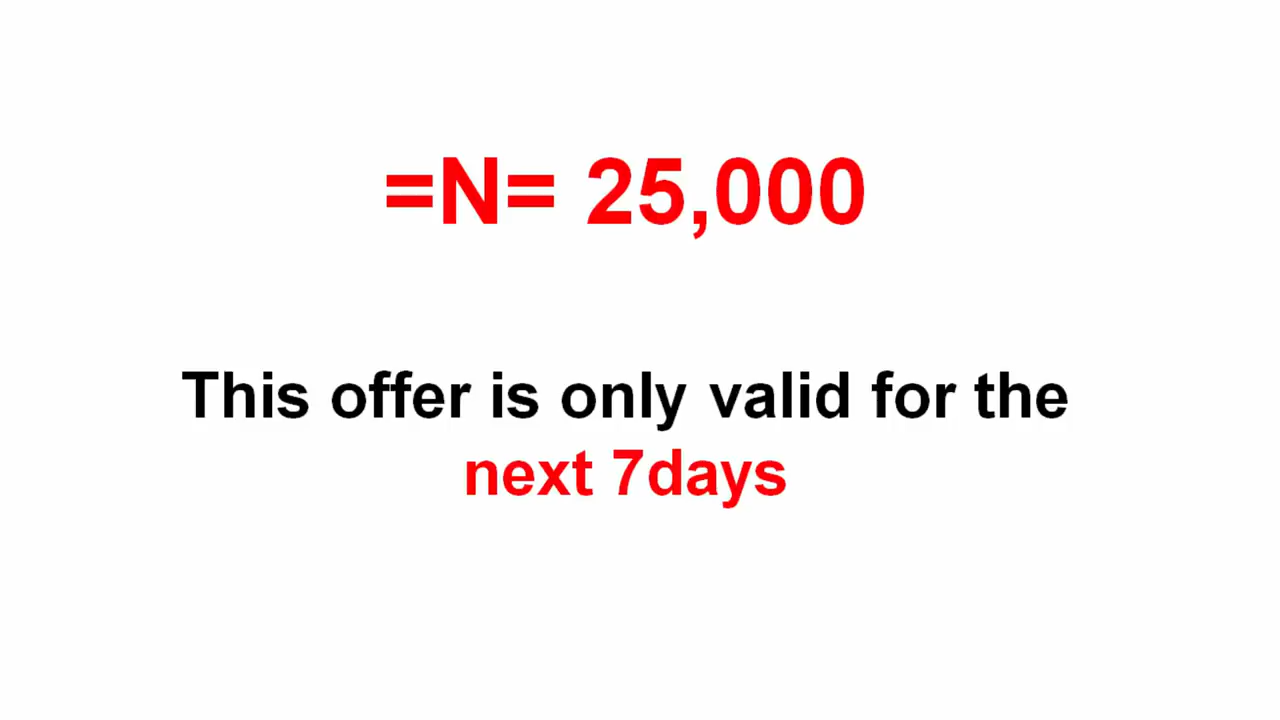 =N= 25,000
This offer is only valid for the
next 7days